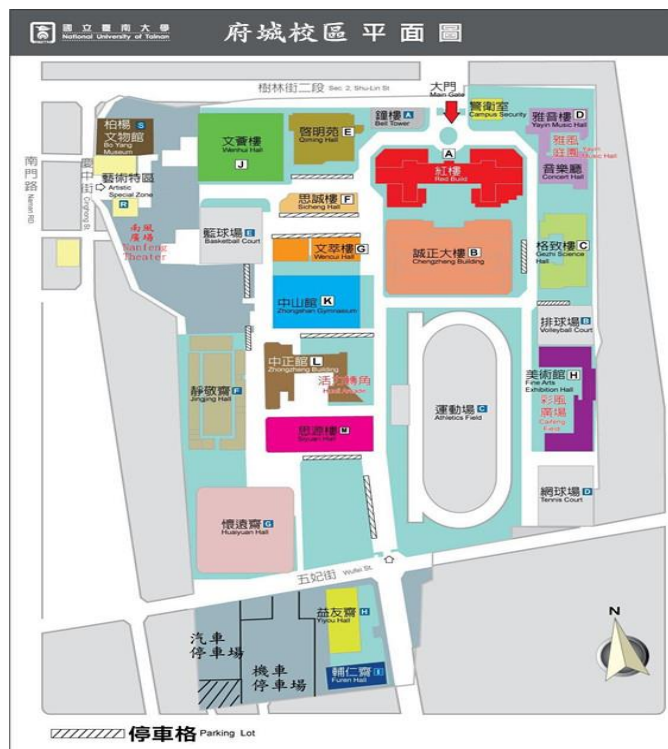 國立臺南大學
National University of Tainan
府城校區平面圖
樹林街二段 Sec. 2, Shu-Lin St
大門
Main Gate
警衛室
Campus Security
鐘樓 A
Bell Tower
雅音樓 D
Yayin Music Hall
雅風
庭園
Yayin
Music Hall
音樂廳
Concert Hall
柏楊 S
文物館
Bo Yang
Museum
文薈樓
Wenhui Hall
J
啓明苑 E
Qiming Hall
A
紅樓
Red Build
南門路
Nanmen RD.
慶中街
Cinghong St.
藝術特區
Artistic
Special Zone
R
南風
廣場
Nanfeng
Theater
思誠樓 F
Sicheng Hall
籃球場 E
Basketball Court
文萃樓 G
Wencui Hall
誠正大樓 B
Chengzheng Building
格致樓 C
Gezhi Science
Hall
中山館 K
Zhongshan Gymnasium
排球場 B
Volleyball Court
中正館 L
Zhongzheng Building
靜敬齋 F
Jingjing Hall
美術館 H
Fine Arts
Exhibition Hall
彩風
廣場
Caifeng
Field
運動場 C
Athletics Field
思源樓 M
Siyuan Hall
網球場 D
Tennis Court
懷遠齋 G
Huaiyuan Hall
五妃街 Wufei St.
益友齋 H
Yiyou Hall
汽車
停車場
機車
停車場
輔仁齋 I
Furen Hall
N
停車格 Parking Lot